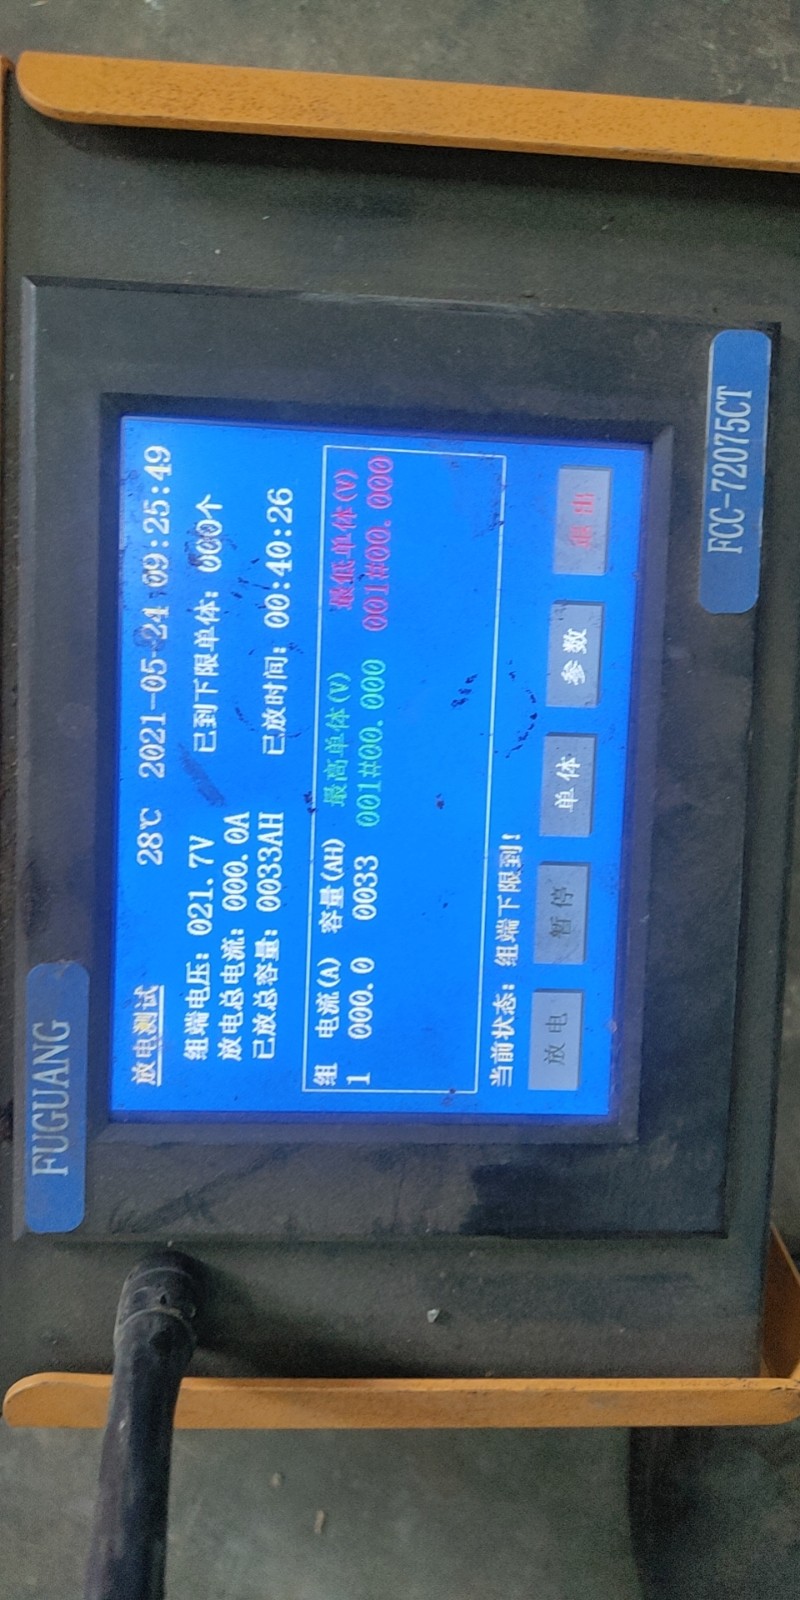 FUGUANG
放电测试 28℃ 2021-05-24 09:25:49
组端电压: 021.7V 已到下限单体: 000个
放电总电流: 000.0A
已放总容量: 0033AH 已放时间: 00:40:26
组 电流(A) 容量(AH) 最高单体(V) 最低单体(V)
1 000.0 0033 001#00.000 001#00.000
当前状态: 组端下限到!
放电 暂停 单体 参数 退出
FCC-72075CT